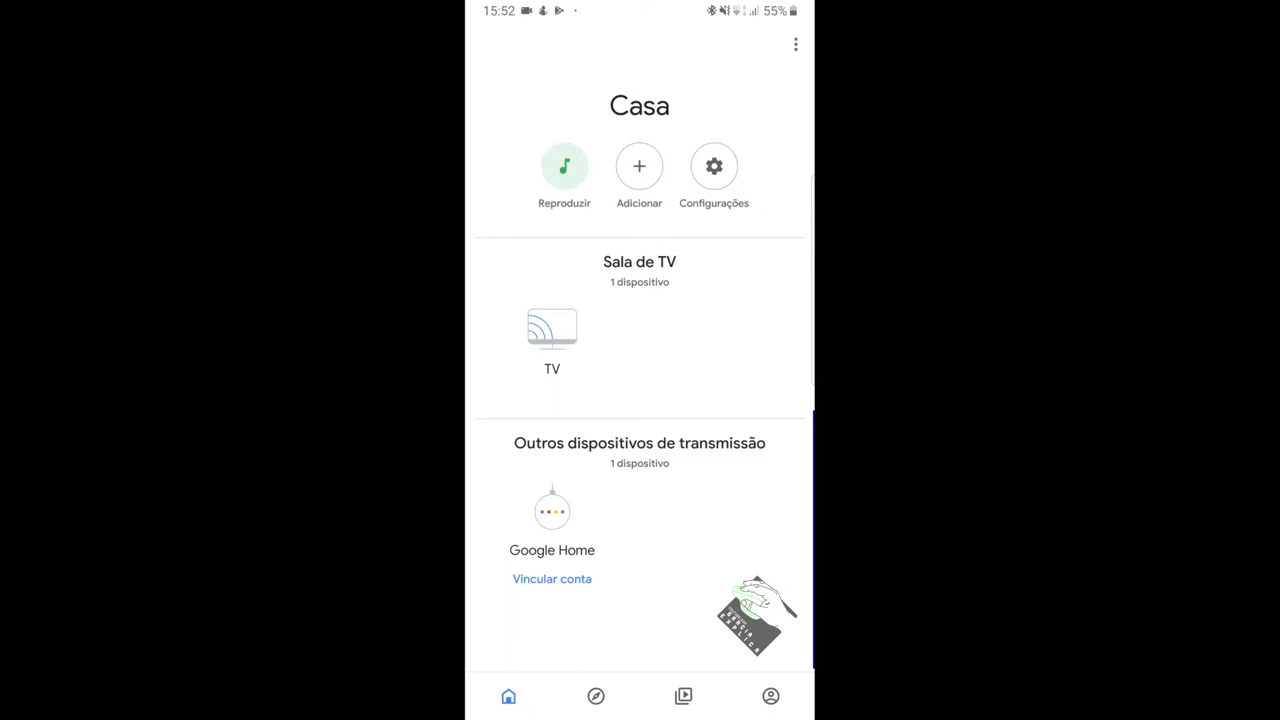 15:52
55%
Casa
Reproduzir
Adicionar
Configurações
Sala de TV
1 dispositivo
TV
Outros dispositivos de transmissão
1 dispositivo
Google Home
Vincular conta
EXPLICA